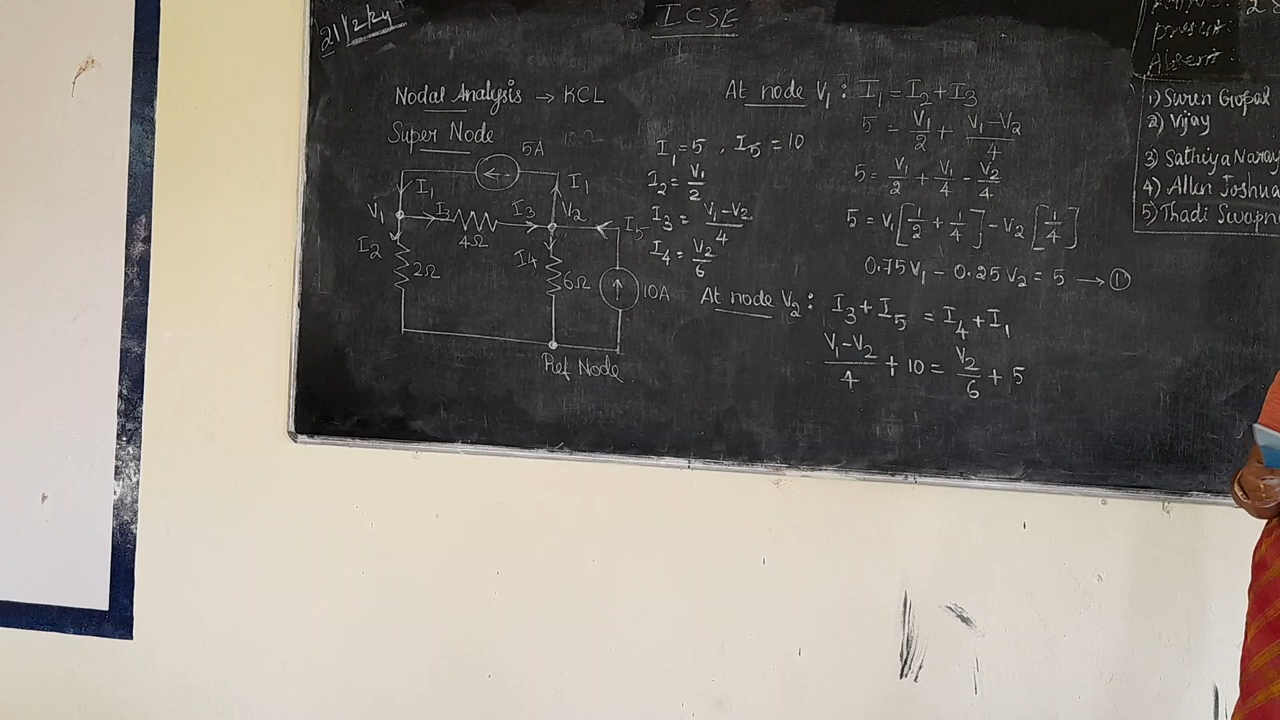 21/2/24
ICSE
Nodal Analysis → KCL
Super Node
5A
I1
I1
V1
I3
I3
V2
I5
4Ω
I2
2Ω
I4
6Ω
10A
Ref Node
I1 = 5 , I5 = 10
I2 = V1/2
I3 = V1-V2/4
I4 = V2/6
At node V1 : I1 = I2 + I3
5 = V1/2 + V1-V2/4
5 = V1/2 + V1/4 - V2/4
5 = V1[1/2 + 1/4] - V2[1/4]
0.75V1 - 0.25V2 = 5 → ①
At node V2 : I3 + I5 = I4 + I1
V1-V2/4 + 10 = V2/6 + 5
present:
Absent :
1) Suren Gopal
2) Vijay
3) Sathiya Naray
4) Allen Joshua
5) Thadi Swapn